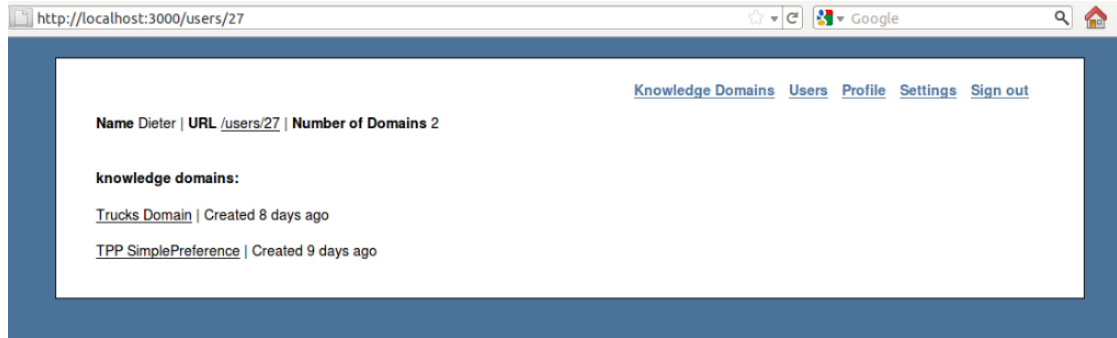 http://localhost:3000/users/27 Google
Knowledge Domains Users Profile Settings Sign out
Name Dieter | URL /users/27 | Number of Domains 2
knowledge domains:
Trucks Domain | Created 8 days ago
TPP SimplePreference | Created 9 days ago